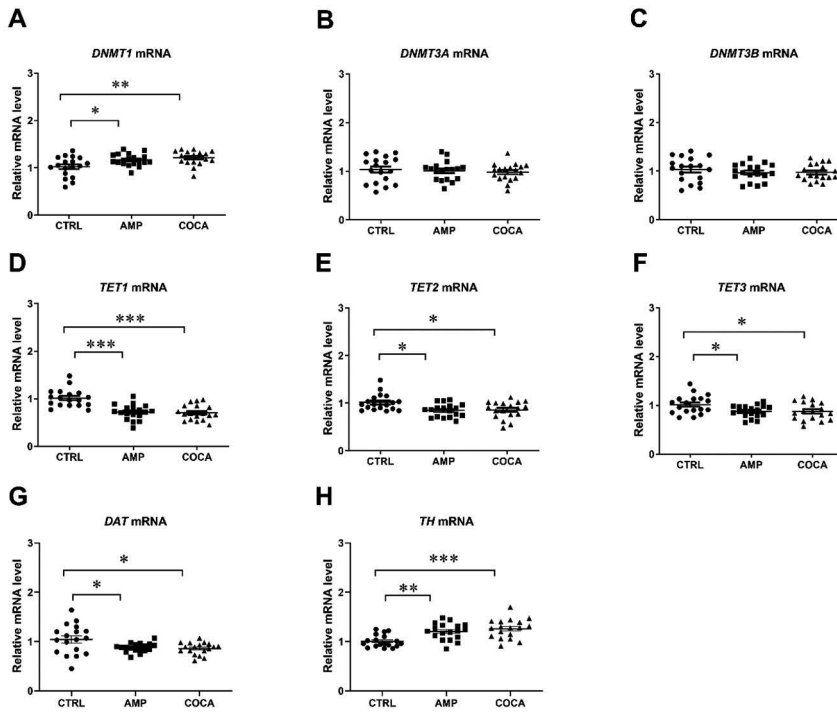 A
DNMT1 mRNA
Relative mRNA level
3
2
1
0
**
*
CTRL
AMP
COCA
B
DNMT3A mRNA
Relative mRNA level
3
2
1
0
CTRL
AMP
COCA
C
DNMT3B mRNA
Relative mRNA level
3
2
1
0
CTRL
AMP
COCA
D
TET1 mRNA
Relative mRNA level
3
2
1
0
***
***
CTRL
AMP
COCA
E
TET2 mRNA
Relative mRNA level
3
2
1
0
*
*
CTRL
AMP
COCA
F
TET3 mRNA
Relative mRNA level
3
2
1
0
*
*
CTRL
AMP
COCA
G
DAT mRNA
Relative mRNA level
3
2
1
0
*
*
CTRL
AMP
COCA
H
TH mRNA
Relative mRNA level
3
2
1
0
***
**
CTRL
AMP
COCA